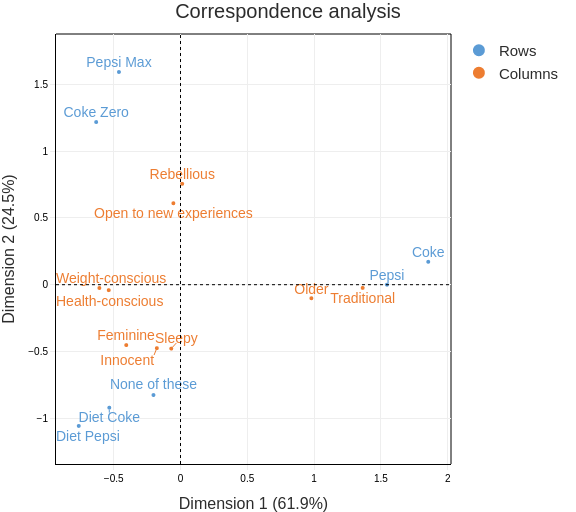 Correspondence analysis
Rows
Columns
Dimension 2 (24.5%)
1.5
1
0.5
0
−0.5
−1
Pepsi Max
Coke Zero
Rebellious
Open to new experiences
Coke
Pepsi
Weight-conscious
Older
Health-conscious
Traditional
Feminine
Sleepy
Innocent
None of these
Diet Coke
Diet Pepsi
−0.5
0
0.5
1
1.5
2
Dimension 1 (61.9%)